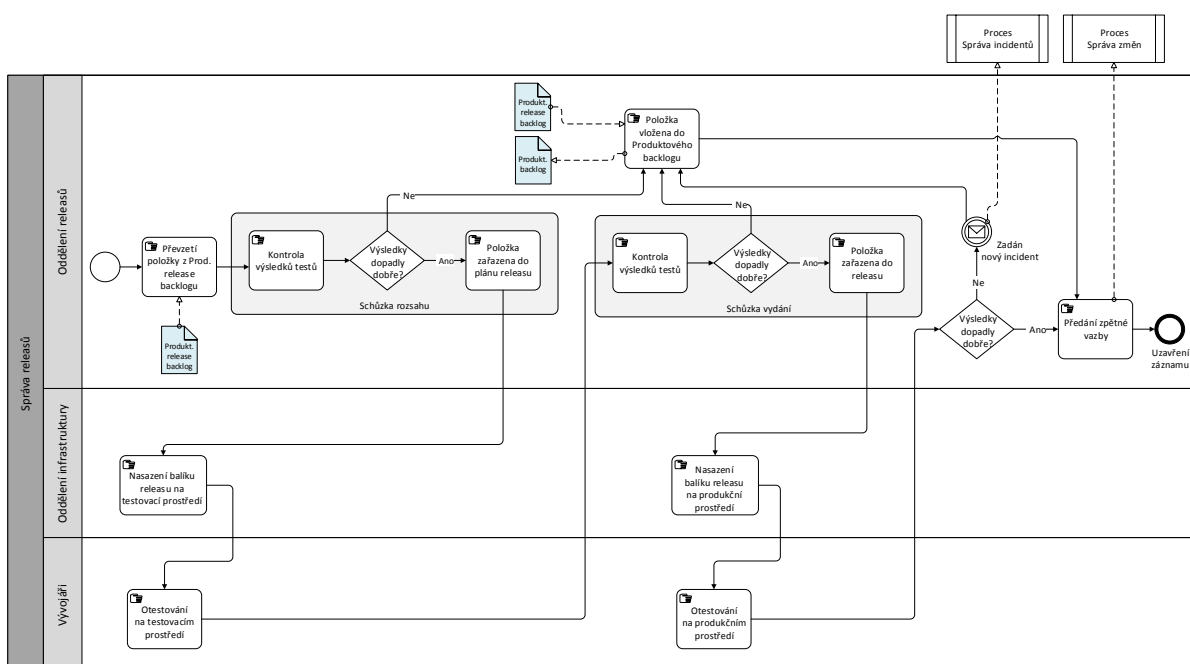 Proces
Správa incidentů
Proces
Správa změn
Správa releasů
Oddělení releasů
Produkt.
release
backlog
Produkt.
backlog
Položka
vložena do
Produktového
backlogu
Ne
Ne
Převzetí
položky z Prod.
release
backlogu
Kontrola
výsledků testů
Výsledky
dopadly
dobře?
Ano
Položka
zařazena do
plánu releasu
Schůzka rozsahu
Kontrola
výsledků testů
Výsledky
dopadly
dobře?
Ano
Položka
zařazena do
releasu
Schůzka vydání
Zadán
nový incident
Ne
Výsledky
dopadly
dobře?
Ano
Předání zpětné
vazby
Uzavření
záznamu
Produkt.
release
backlog
Oddělení infrastruktury
Nasazení balíku
releasu na
testovací prostředí
Nasazení
balíku releasu
na produkční
prostředí
Vývojáři
Otestování
na testovacím
prostředí
Otestování
na produkčním
prostředí